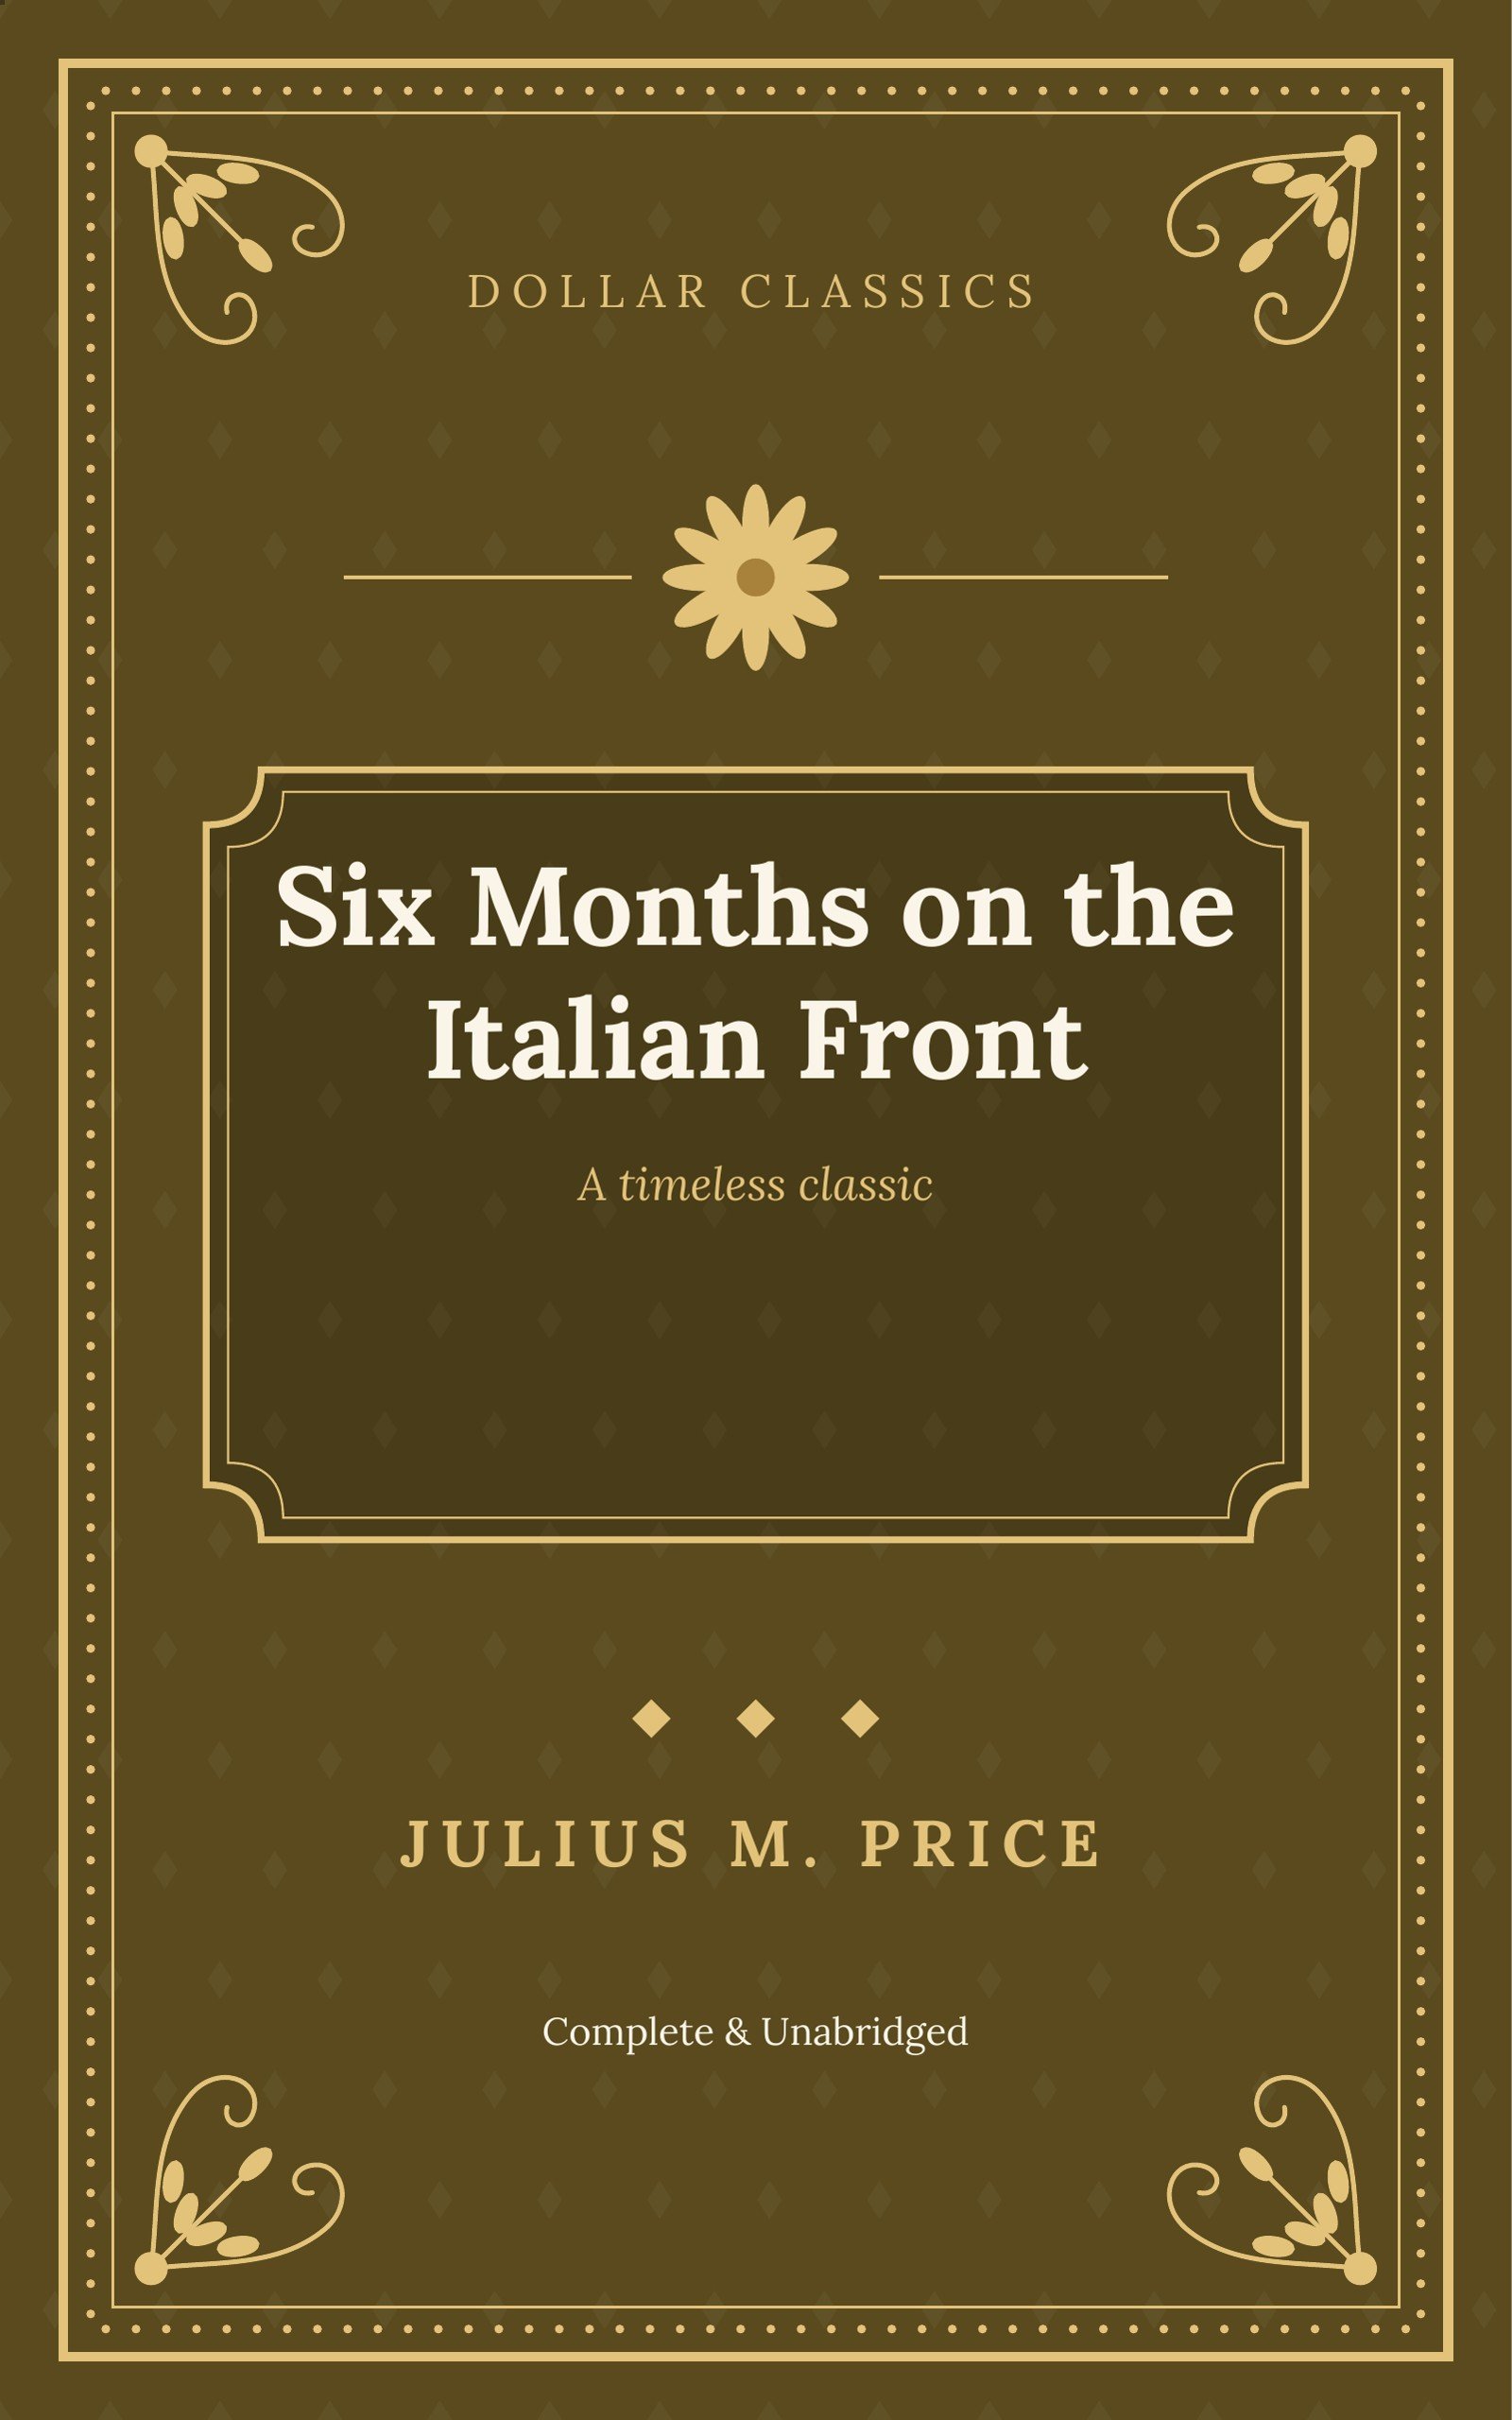 DOLLAR CLASSICS
Six Months on the
Italian Front
A timeless classic
JULIUS M. PRICE
Complete & Unabridged